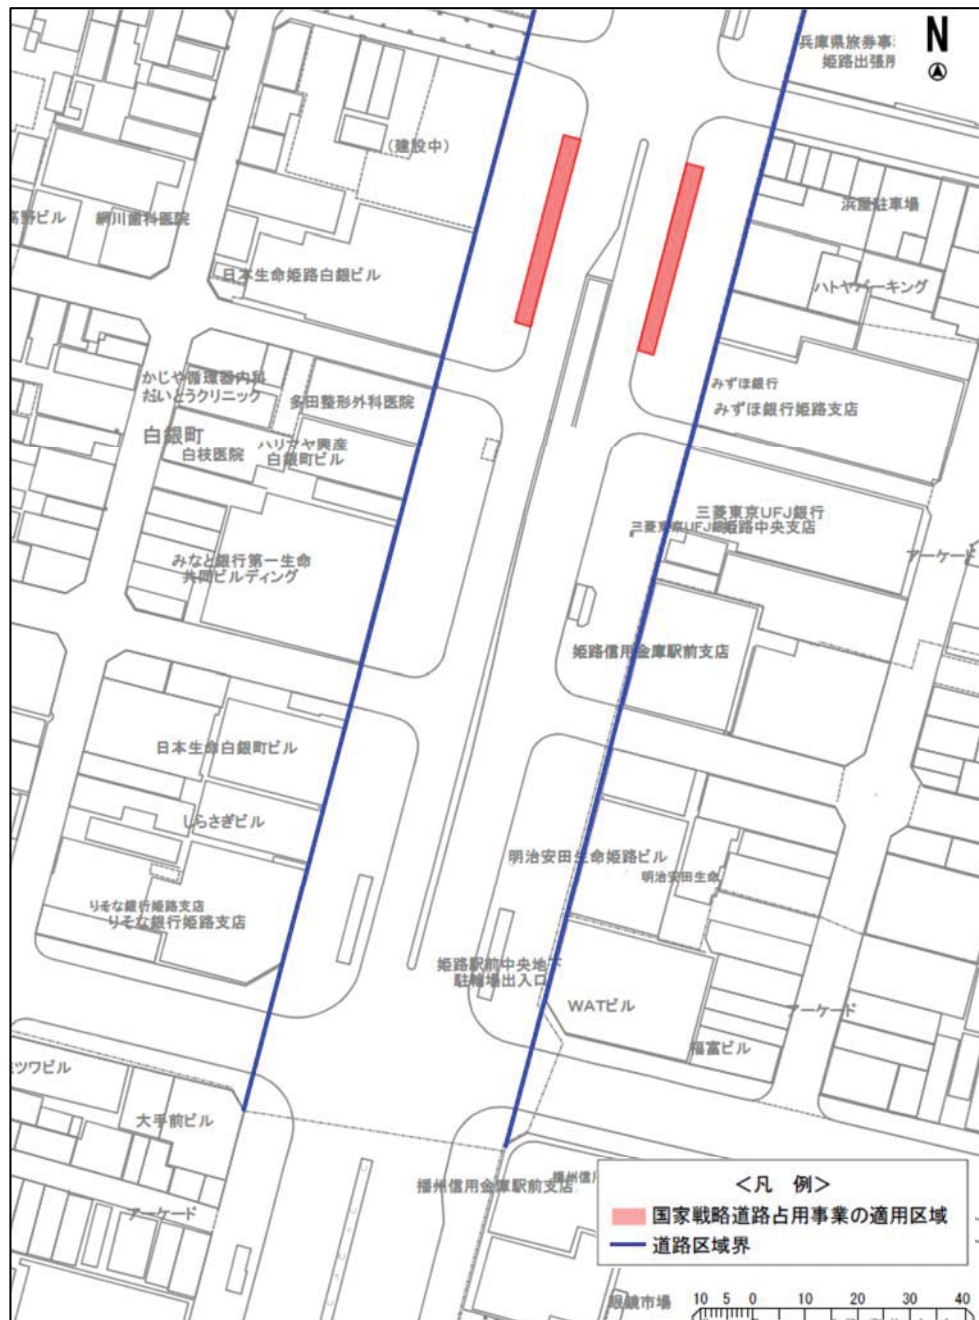 N
兵庫県旅券事
姫路出張所
(建設中)
高野ビル
網川歯科医院
浜屋駐車場
日本生命姫路白銀ビル
ハトヤパーキング
かじや循環器内科
だいとうクリニック
多田整形外科医院
みずほ銀行
みずほ銀行姫路支店
白銀町
白枝医院
ハリマヤ興産
白銀町ビル
三菱東京UFJ銀行
三菱東京UFJ銀
姫路中央支店
アーケード
みなと銀行第一生命
共同ビルディング
姫路信用金庫駅前支店
日本生命白銀町ビル
しらさぎビル
明治安田生命姫路ビル
明治安田生命
りそな銀行姫路支店
りそな銀行姫路支店
姫路駅前中央地下
駐輪場出入口
WATビル
アーケード
福富ビル
ミツワビル
大手前ビル
播州信用金庫駅前支店
播州信用
アーケード
<凡 例>
国家戦略道路占用事業の適用区域
道路区域界
眼鏡市場
10 5 0 10 20 30 40